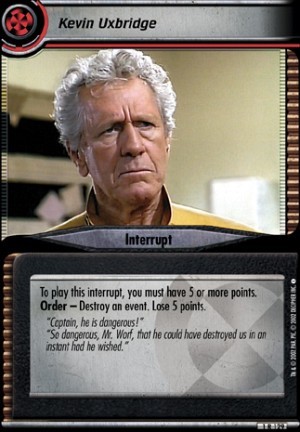 Kevin Uxbridge
Interrupt
To play this interrupt, you must have 5 or more points.
Order – Destroy an event. Lose 5 points.
"Captain, he is dangerous!"
"So dangerous, Mr. Worf, that he could have destroyed us in an
instant had he wished."